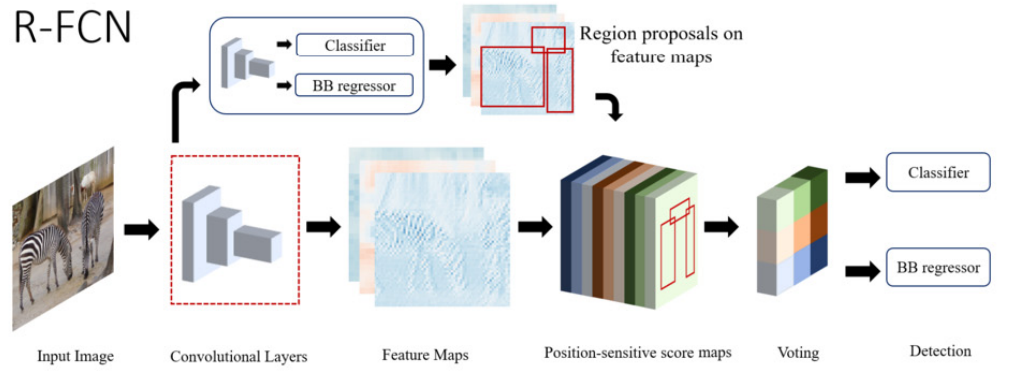 R-FCN
Classifier
BB regressor
Region proposals on
feature maps
Classifier
BB regressor
Input Image
Convolutional Layers
Feature Maps
Position-sensitive score maps
Voting
Detection